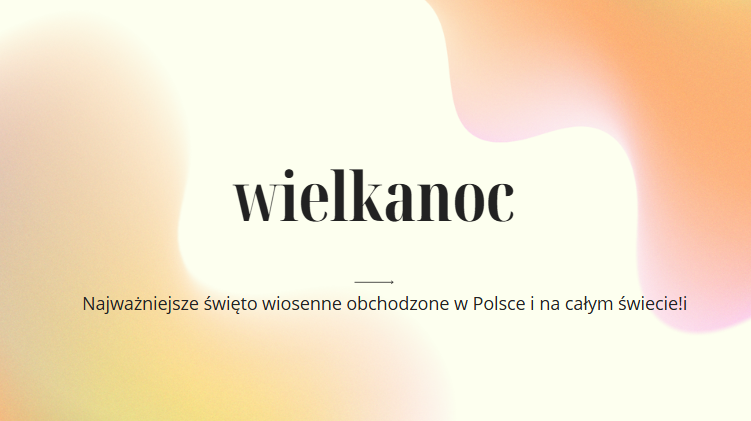 wielkanoc
Najważniejsze święto wiosenne obchodzone w Polsce i na całym świecie!i